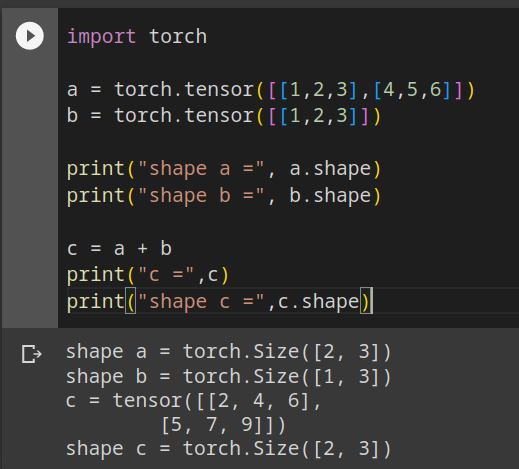 import torch
a = torch.tensor([[1,2,3],[4,5,6]])
b = torch.tensor([[1,2,3]])
print("shape a =", a.shape)
print("shape b =", b.shape)
c = a + b
print("c =",c)
print("shape c =",c.shape)
shape a = torch.Size([2, 3])
shape b = torch.Size([1, 3])
c = tensor([[2, 4, 6],
        [5, 7, 9]])
shape c = torch.Size([2, 3])